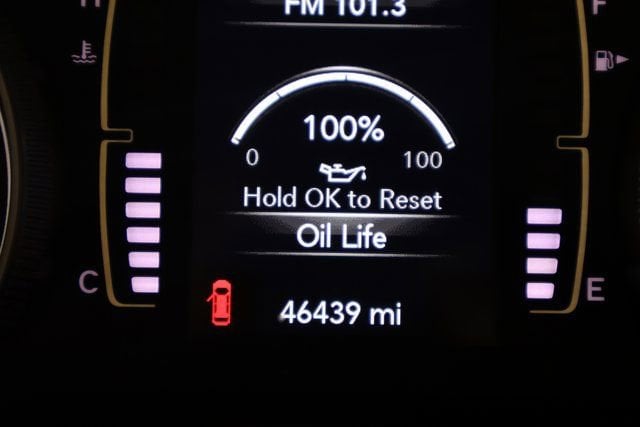 H
F
FM 101.3
100%
0
100
Hold OK to Reset
Oil Life
C
E
46439 mi